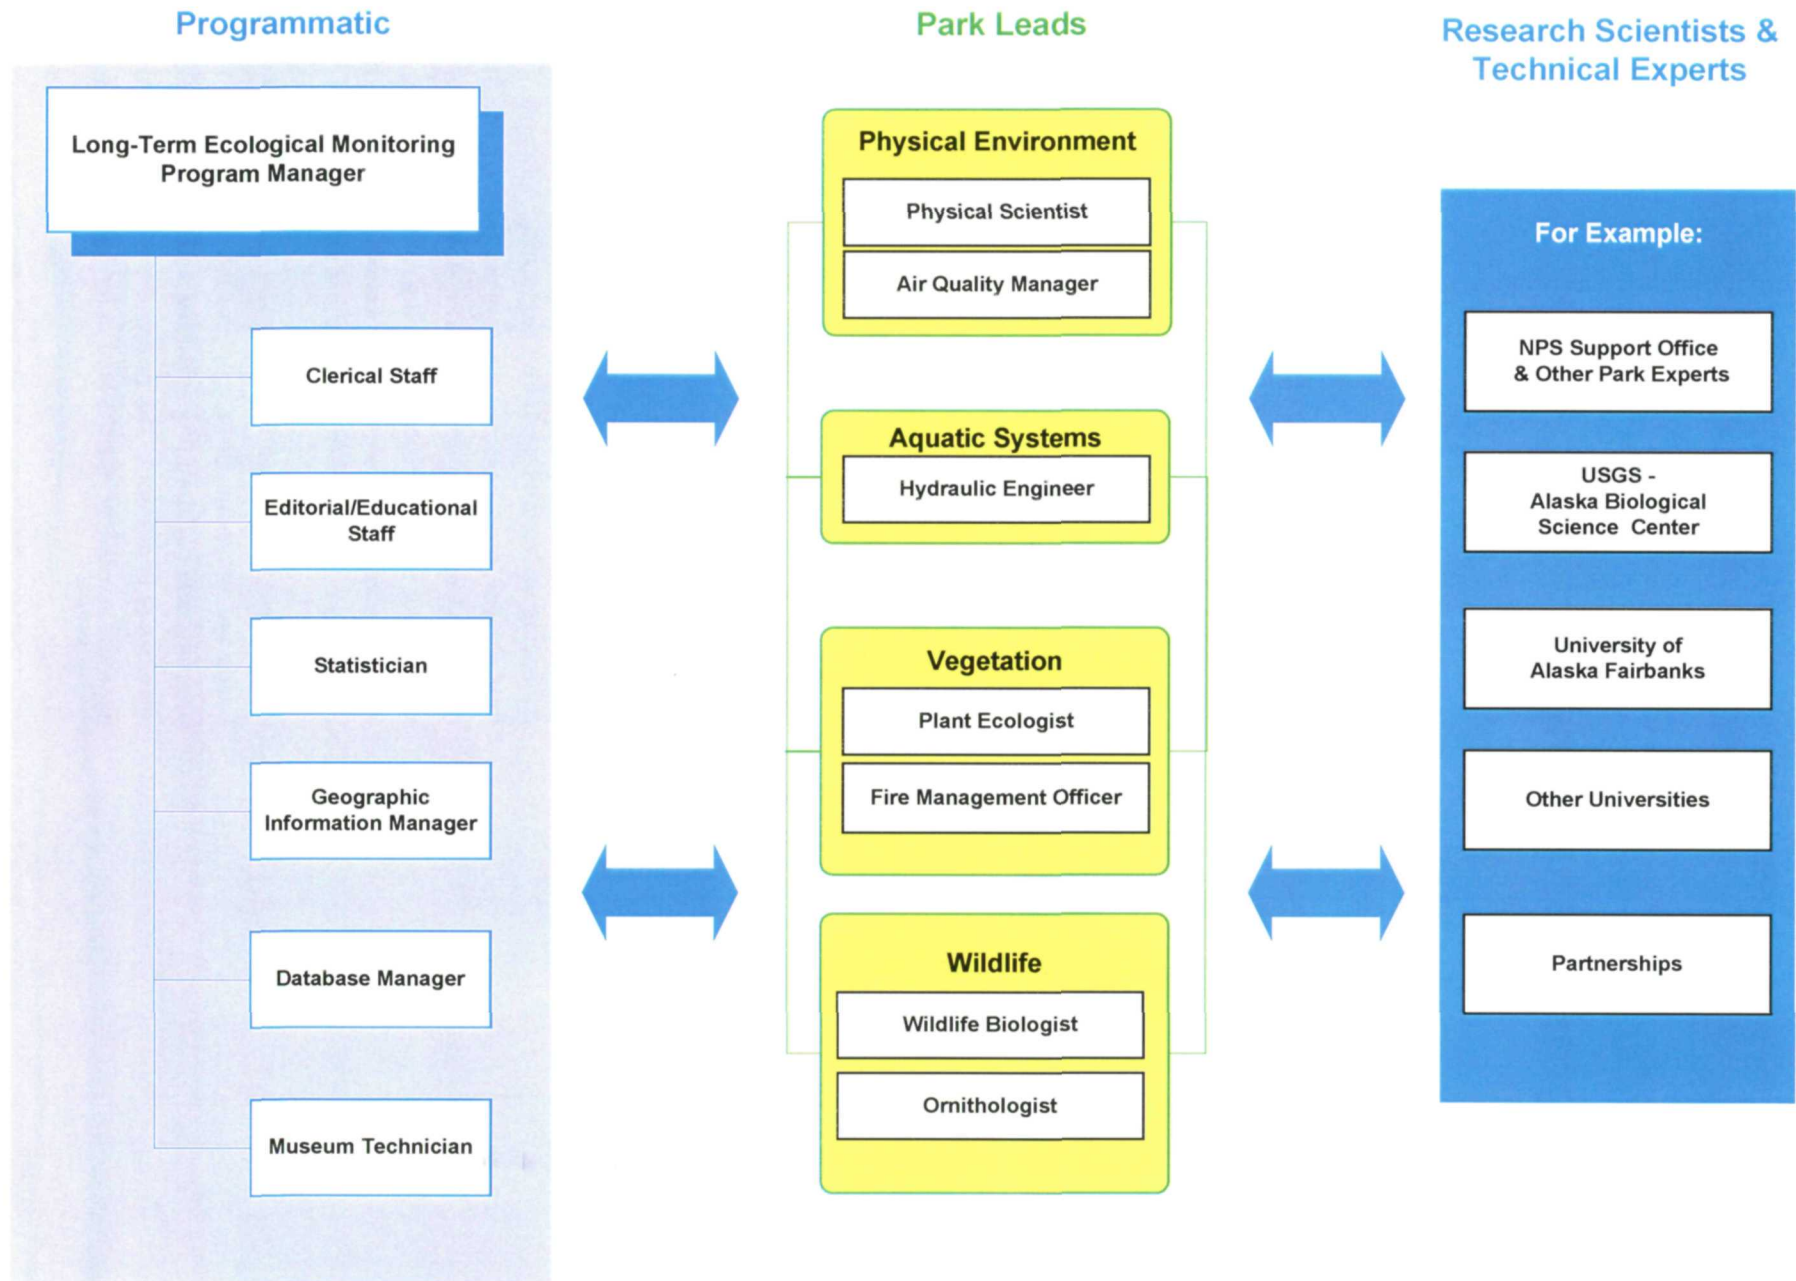 Programmatic
Long-Term Ecological Monitoring
Program Manager
Clerical Staff
Editorial/Educational
Staff
Statistician
Geographic
Information Manager
Database Manager
Museum Technician
Park Leads
Physical Environment
Physical Scientist
Air Quality Manager
Aquatic Systems
Hydraulic Engineer
Vegetation
Plant Ecologist
Fire Management Officer
Wildlife
Wildlife Biologist
Ornithologist
Research Scientists &
Technical Experts
For Example:
NPS Support Office
& Other Park Experts
USGS -
Alaska Biological
Science Center
University of
Alaska Fairbanks
Other Universities
Partnerships